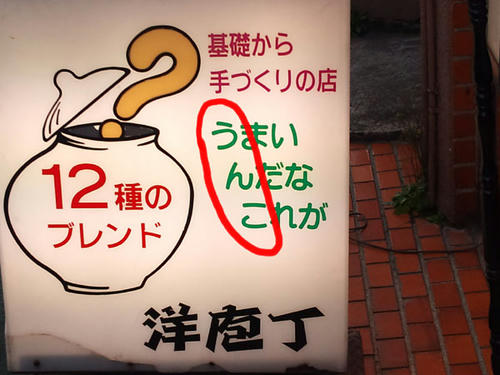 基礎から
手づくりの店
うまい
んだな
これが
12種の
ブレンド
洋庖丁